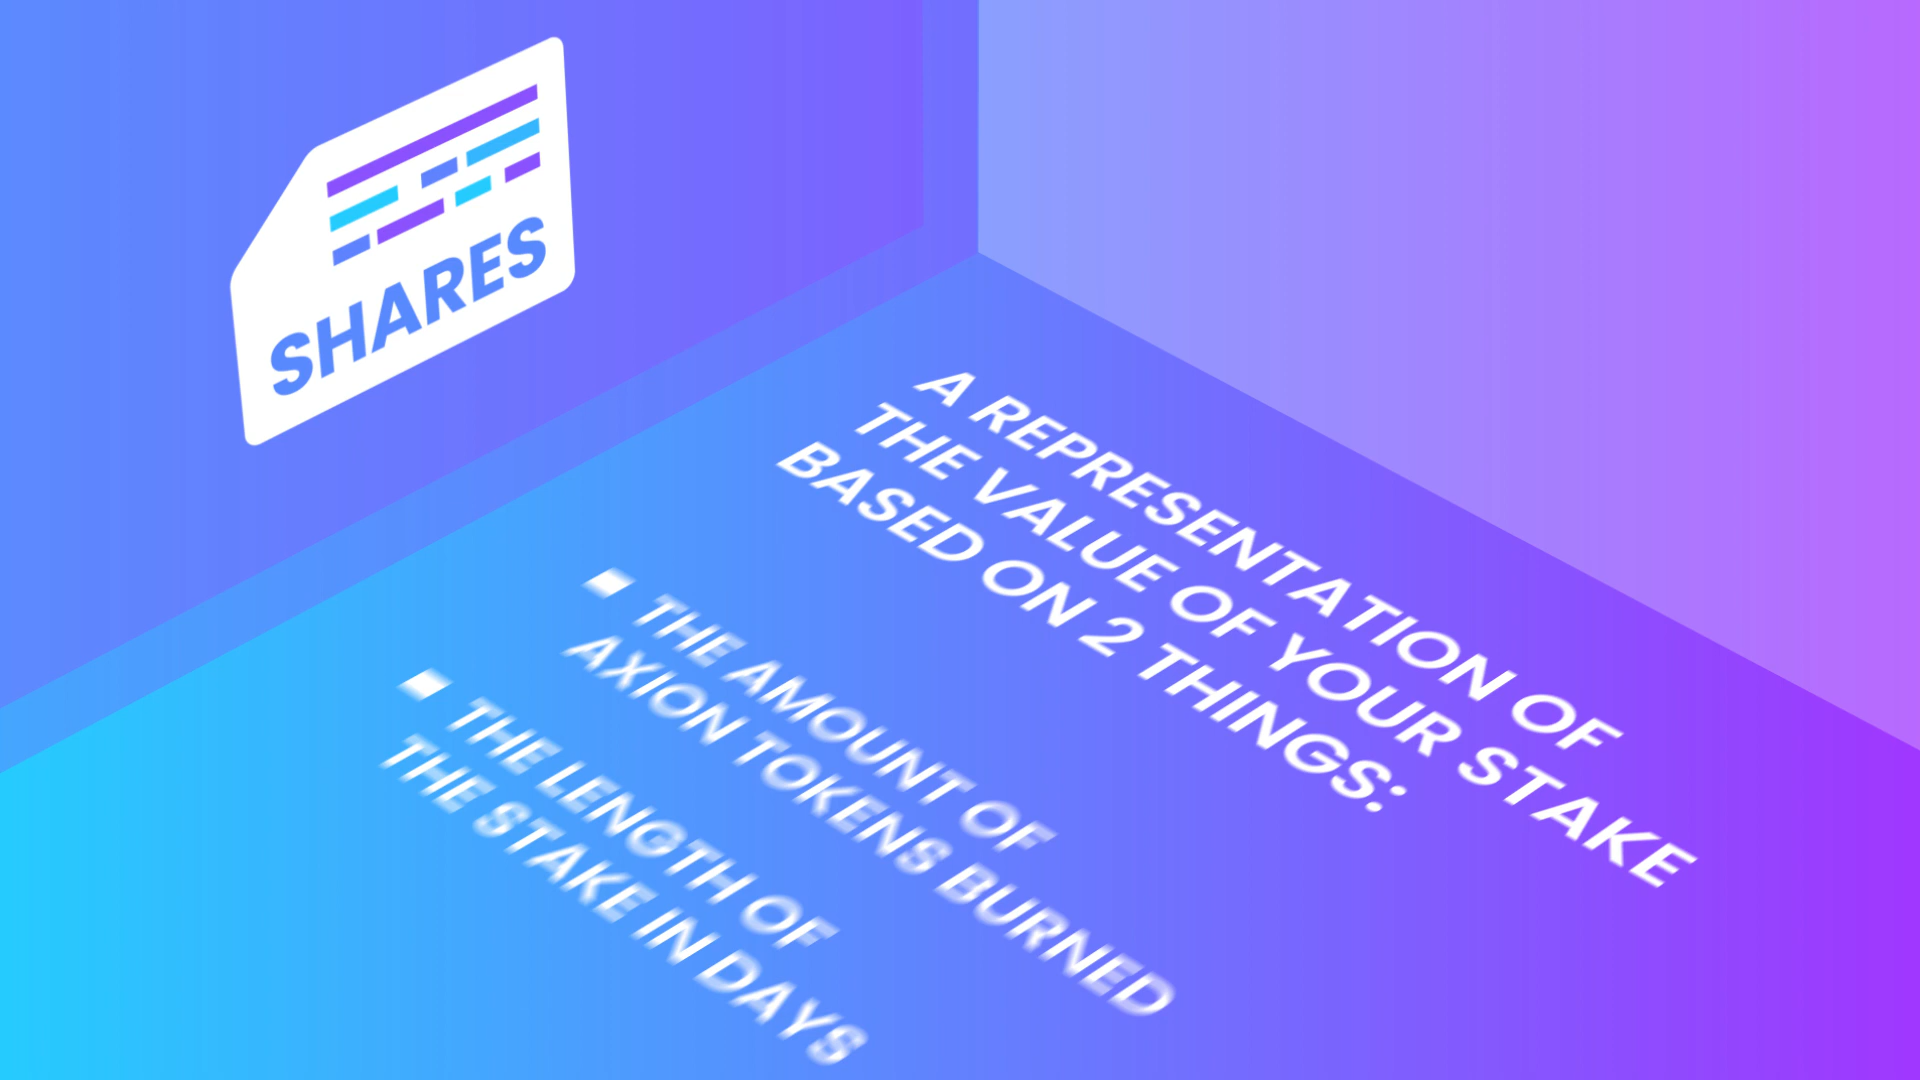 SHARES
A REPRESENTATION OF
THE VALUE OF YOUR STAKE
BASED ON 2 THINGS:
THE AMOUNT OF
AXION TOKENS BURNED
THE LENGTH OF
THE STAKE IN DAYS